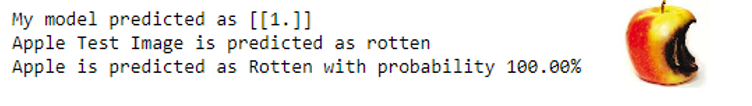 My model predicted as [[1.]]
Apple Test Image is predicted as rotten
Apple is predicted as Rotten with probability 100.00%